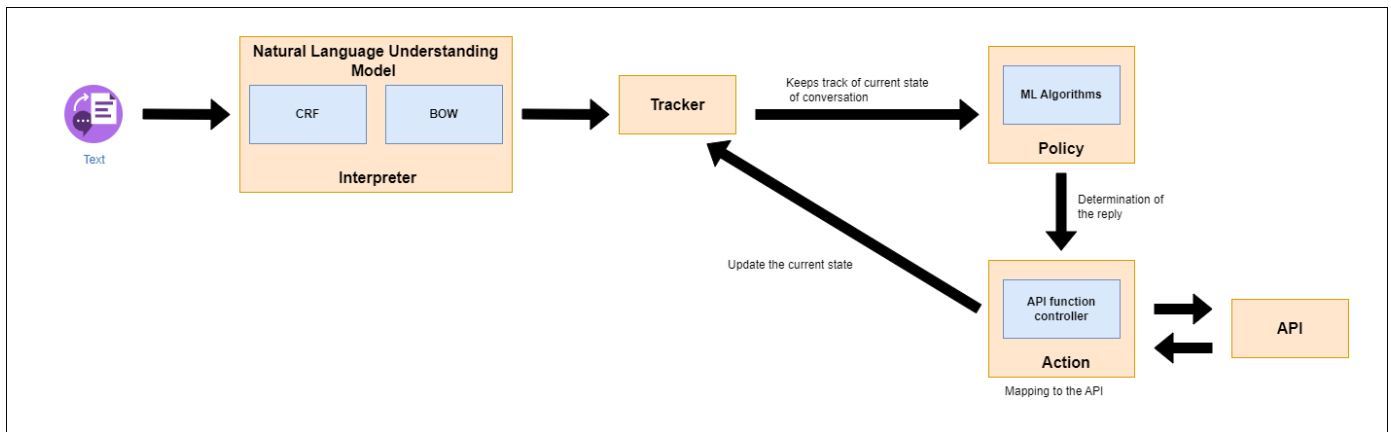 Text
Natural Language Understanding
Model
CRF
BOW
Interpreter
Tracker
Keeps track of current state
of conversation
ML Algorithms
Policy
Determination of
the reply
Update the current state
API function
controller
Action
Mapping to the API
API